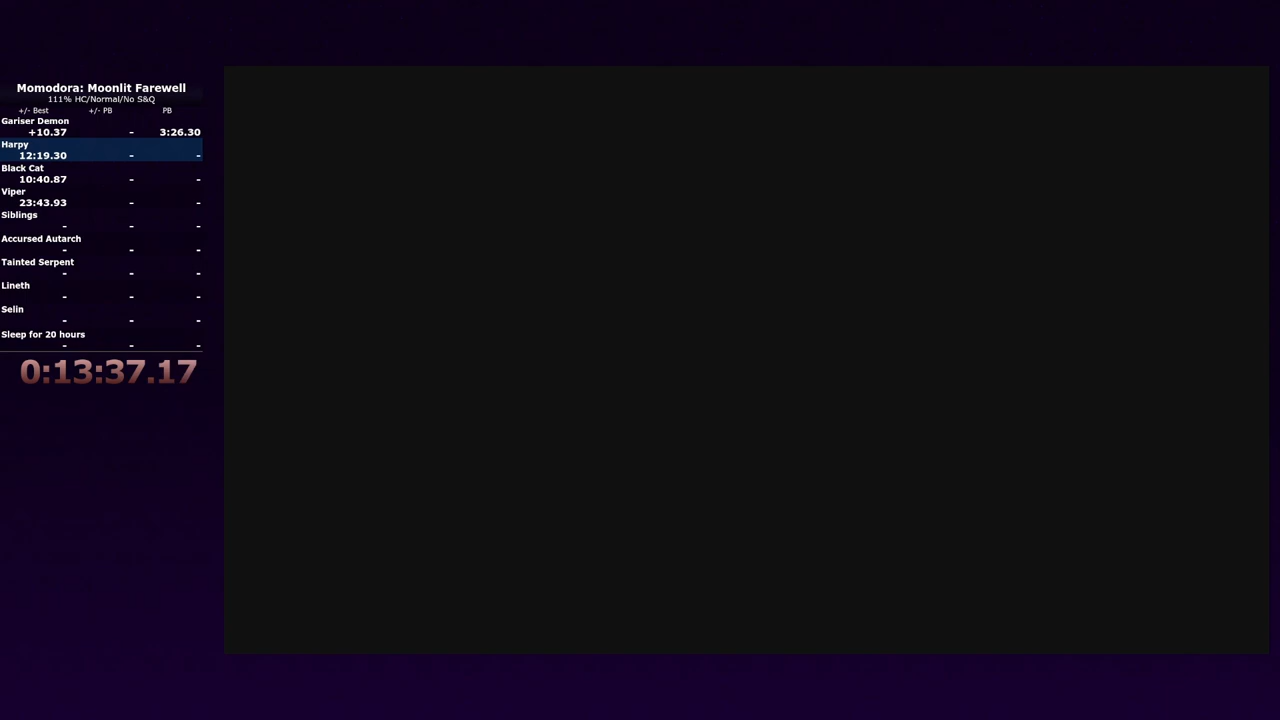 Momodora: Moonlit Farewell
111% HC/Normal/No S&Q
+/- Best +/- PB PB
Gariser Demon
+10.37 - 3:26.30
Harpy
12:19.30 - -
Black Cat
10:40.87 - -
Viper
23:43.93 - -
Siblings
- - -
Accursed Autarch
- - -
Tainted Serpent
- - -
Lineth
- - -
Selin
- - -
Sleep for 20 hours
- - -
0:13:37.17